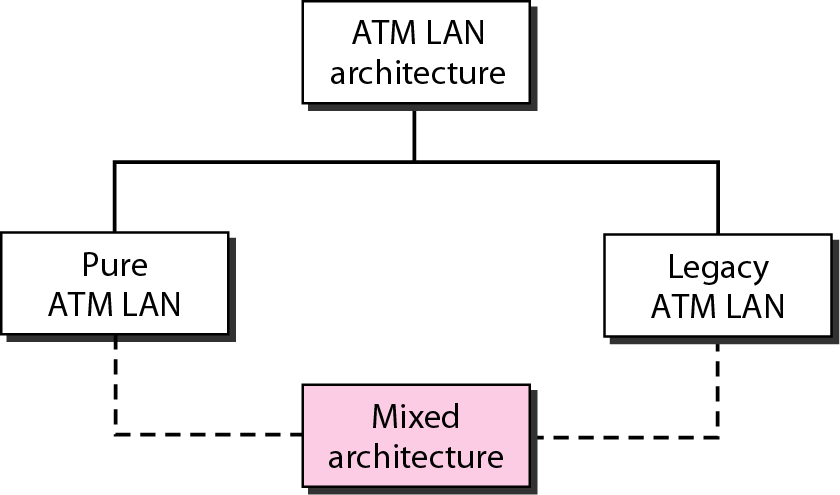 ATM LAN
architecture
Pure
ATM LAN
Legacy
ATM LAN
Mixed
architecture